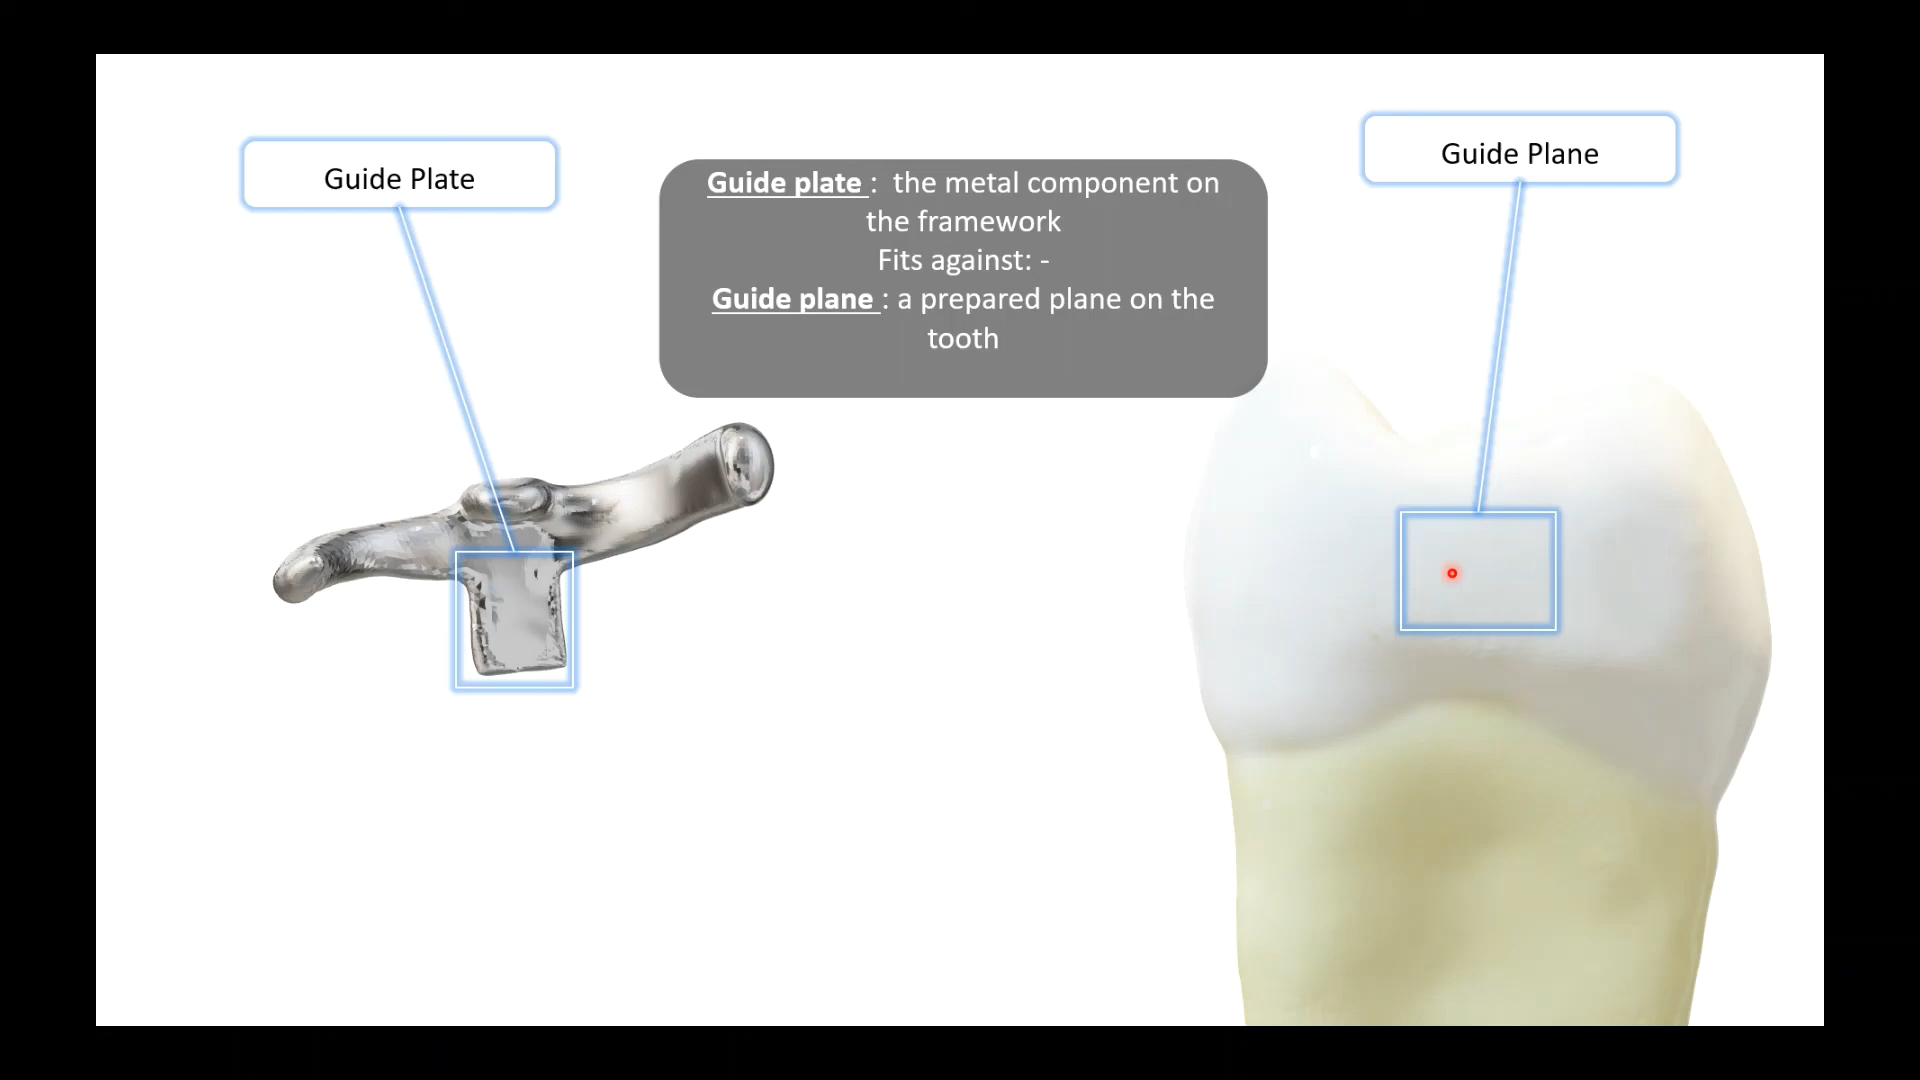 Guide Plate
Guide plate :  the metal component on
the framework
Fits against: -
Guide plane : a prepared plane on the
tooth
Guide Plane